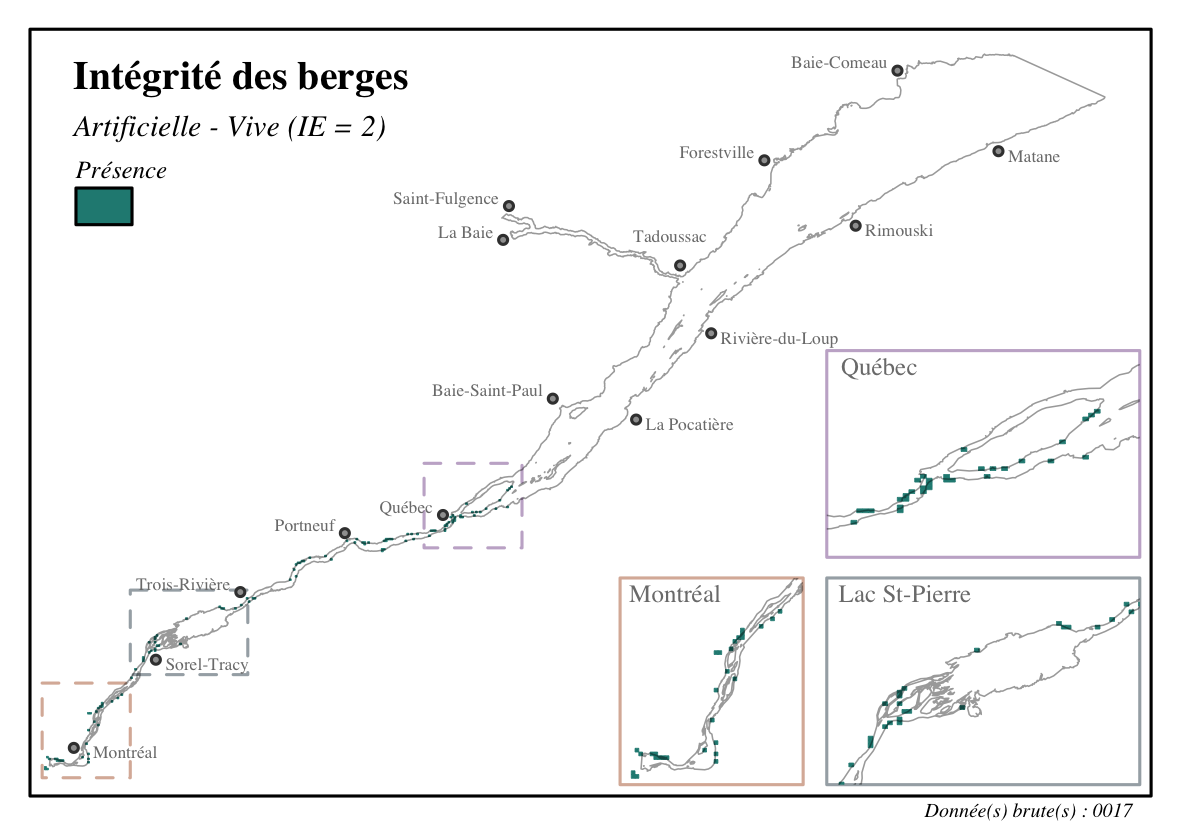 Intégrité des berges
Artificielle - Vive (IE = 2)
Présence
Baie-Comeau
Forestville
Matane
Saint-Fulgence
La Baie
Tadoussac
Rimouski
Rivière-du-Loup
Baie-Saint-Paul
La Pocatière
Québec
Québec
Portneuf
Trois-Rivière
Sorel-Tracy
Montréal
Montréal
Lac St-Pierre
Donnée(s) brute(s) : 0017